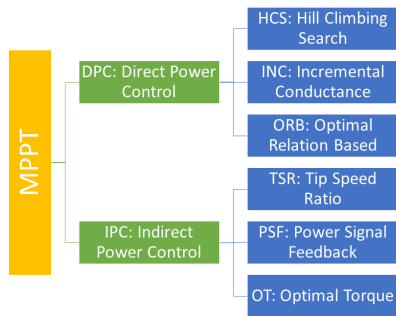 MPPT
DPC: Direct Power
Control
HCS: Hill Climbing
Search
INC: Incremental
Conductance
ORB: Optimal
Relation Based
IPC: Indirect
Power Control
TSR: Tip Speed
Ratio
PSF: Power Signal
Feedback
OT: Optimal Torque